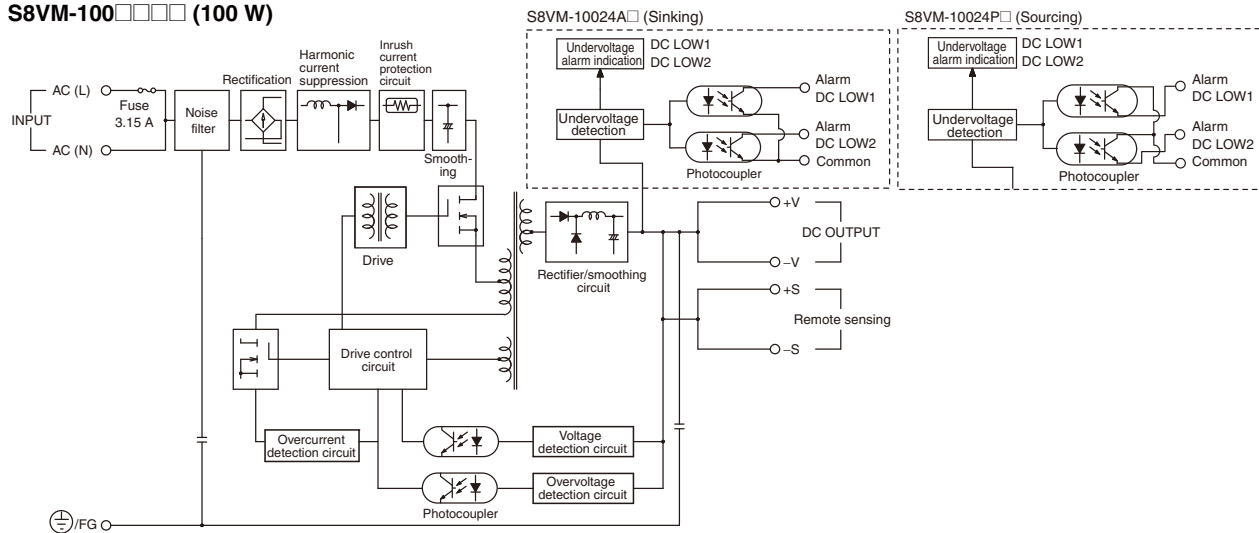 S8VM-100□□□□ (100 W)
S8VM-10024A□ (Sinking)
S8VM-10024P□ (Sourcing)
Undervoltage
alarm indication
DC LOW1
DC LOW2
Undervoltage
detection
Alarm
DC LOW1
Alarm
DC LOW2
Common
Photocoupler
Undervoltage
alarm indication
DC LOW1
DC LOW2
Undervoltage
detection
Alarm
DC LOW1
Alarm
DC LOW2
Common
Photocoupler
INPUT
AC (L)
AC (N)
Fuse
3.15 A
Noise
filter
Rectification
Harmonic
current
suppression
Inrush
current
protection
circuit
Smooth-
ing
Drive
Rectifier/smoothing
circuit
+V
DC OUTPUT
–V
+S
Remote sensing
–S
Drive control
circuit
Overcurrent
detection circuit
Voltage
detection circuit
Overvoltage
detection circuit
Photocoupler
/FG